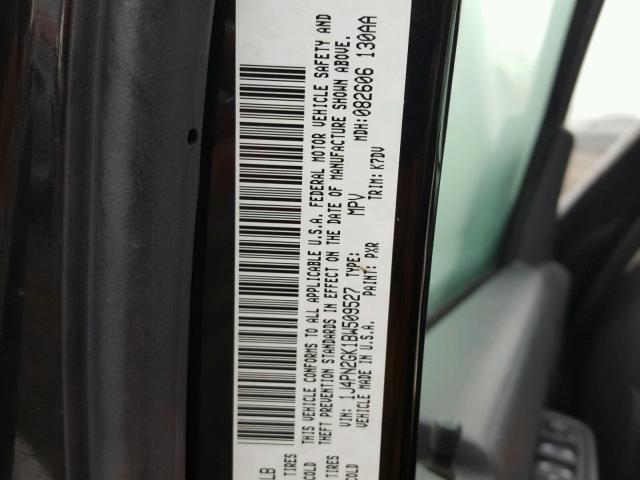 LB
TIRES
COLD
TIRES
COLD
THIS VEHICLE CONFORMS TO ALL APPLICABLE U.S.A. FEDERAL MOTOR VEHICLE SAFETY AND
THEFT PREVENTION STANDARDS IN EFFECT ON THE DATE OF MANUFACTURE SHOWN ABOVE.
VIN: 1J4PN2GK1BW509527 TYPE: MPV MDH: 082606 130AA
VEHICLE MADE IN U.S.A. PAINT: PXR TRIM: K7DV